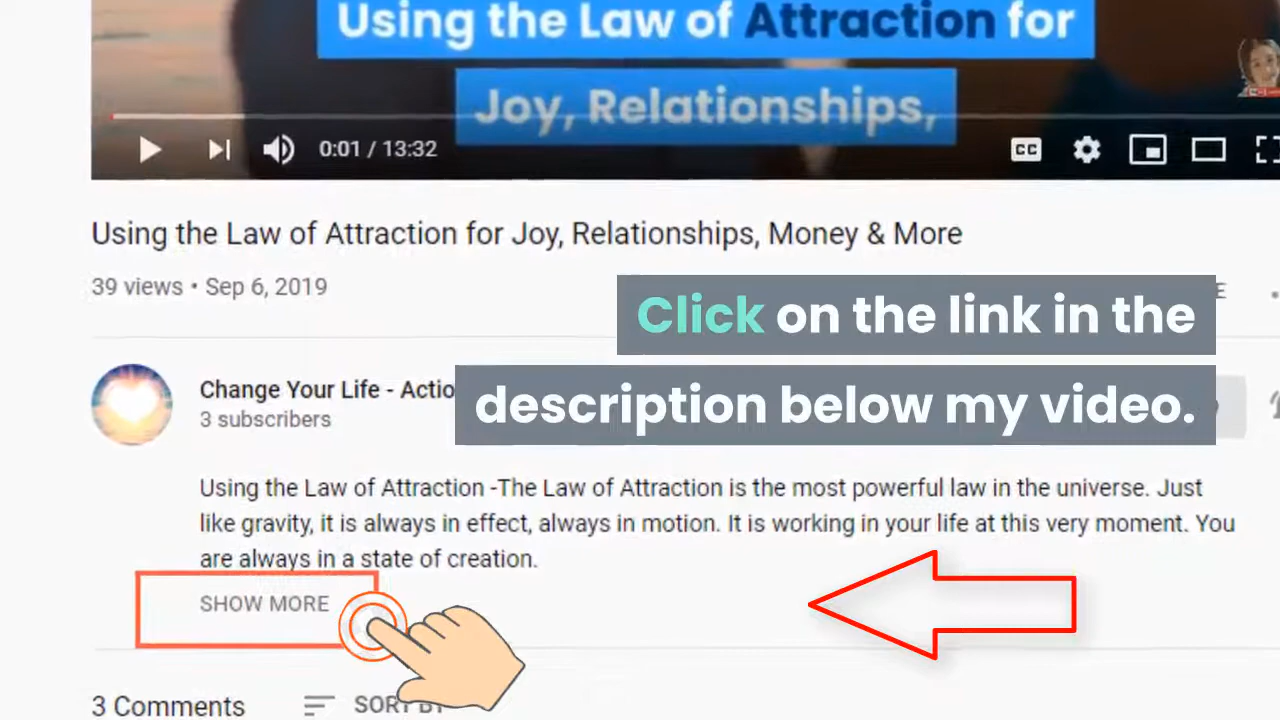 Using the Law of Attraction for
Joy, Relationships,
0:01 / 13:32
CC
Using the Law of Attraction for Joy, Relationships, Money & More
39 views • Sep 6, 2019
Click on the link in the
description below my video.
Change Your Life - Actio
3 subscribers
Using the Law of Attraction -The Law of Attraction is the most powerful law in the universe. Just
like gravity, it is always in effect, always in motion. It is working in your life at this very moment. You
are always in a state of creation.
SHOW MORE
3 Comments
SORT BY